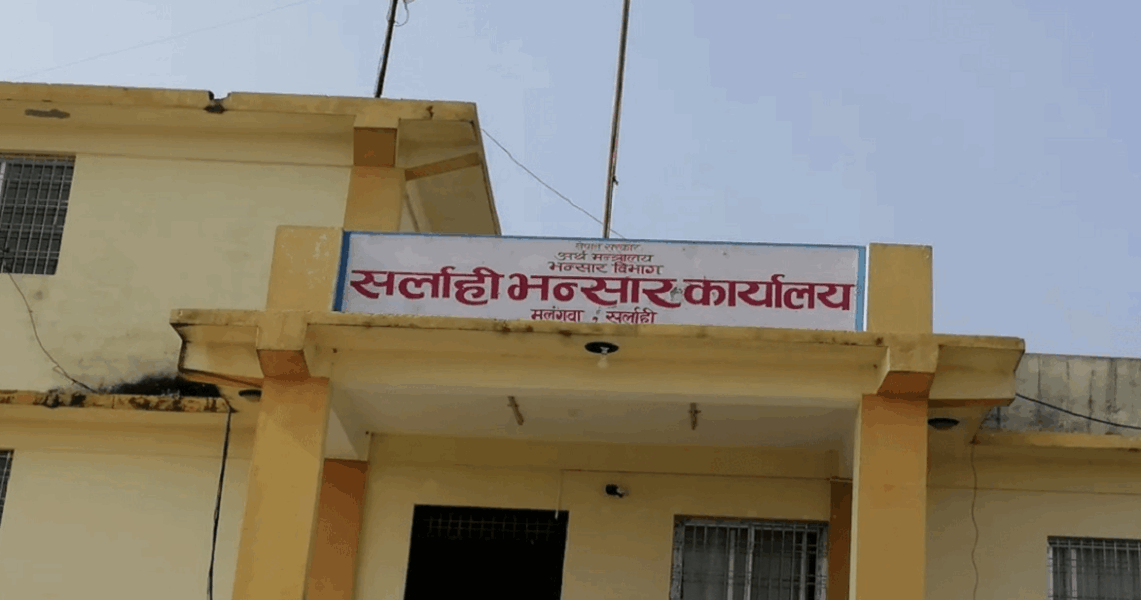 नेपाल सरकार
अर्थ मन्त्रालय
भन्सार विभाग
सर्लाही भन्सार कार्यालय
मलंगवा , सर्लाही